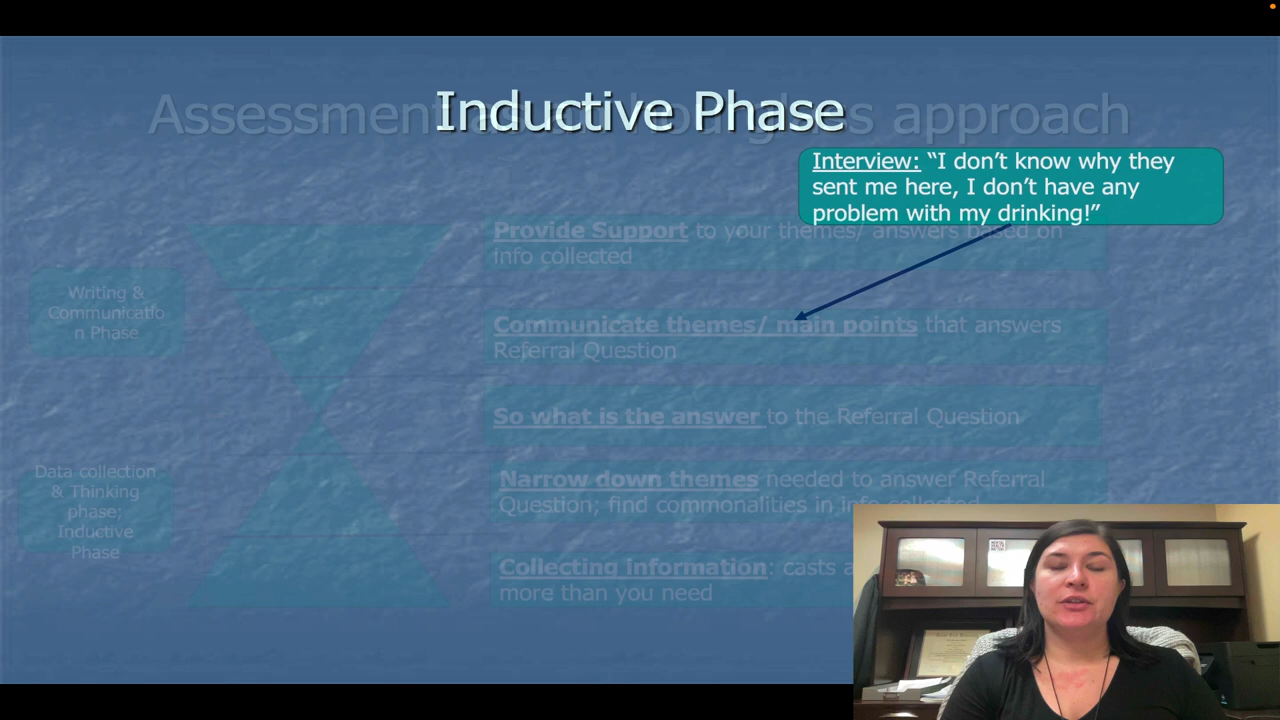 Inductive Phase
Assessment approach
Interview: “I don’t know why they
sent me here, I don’t have any
problem with my drinking!”
Provide Support to your themes/ answers based on
info collected
Writing &
Communicatio
n Phase
Communicate themes/ main points that answers
Referral Question
So what is the answer to the Referral Question
Data collection
& Thinking
phase;
Inductive
Phase
Narrow down themes needed to answer Referral
Question; find commonalities in info collected
Collecting information: casts a
more than you need